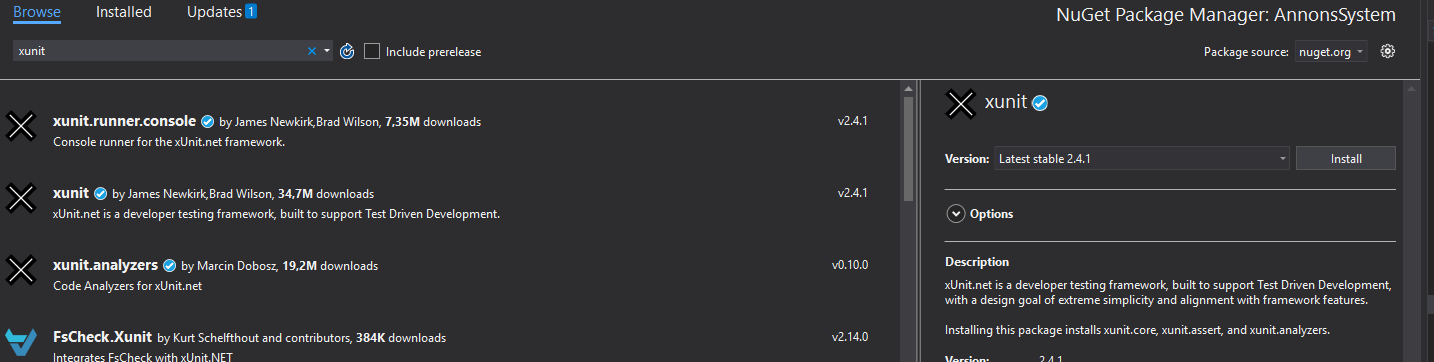 Browse Installed Updates 1 NuGet Package Manager: AnnonsSystem
xunit Include prerelease Package source: nuget.org
xunit.runner.console by James Newkirk,Brad Wilson, 7,35M downloads v2.4.1
Console runner for the xUnit.net framework.
xunit by James Newkirk,Brad Wilson, 34,7M downloads v2.4.1
xUnit.net is a developer testing framework, built to support Test Driven Development.
xunit.analyzers by Marcin Dobosz, 19,2M downloads v0.10.0
Code Analyzers for xUnit.net
FsCheck.Xunit by Kurt Schelfthout and contributors, 384K downloads v2.14.0
Integrates FsCheck with xUnit.NET
xunit
Version: Latest stable 2.4.1 Install
Options
Description
xUnit.net is a developer testing framework, built to support Test Driven Development,
with a design goal of extreme simplicity and alignment with framework features.
Installing this package installs xunit.core, xunit.assert, and xunit.analyzers.
Version: 2.4.1